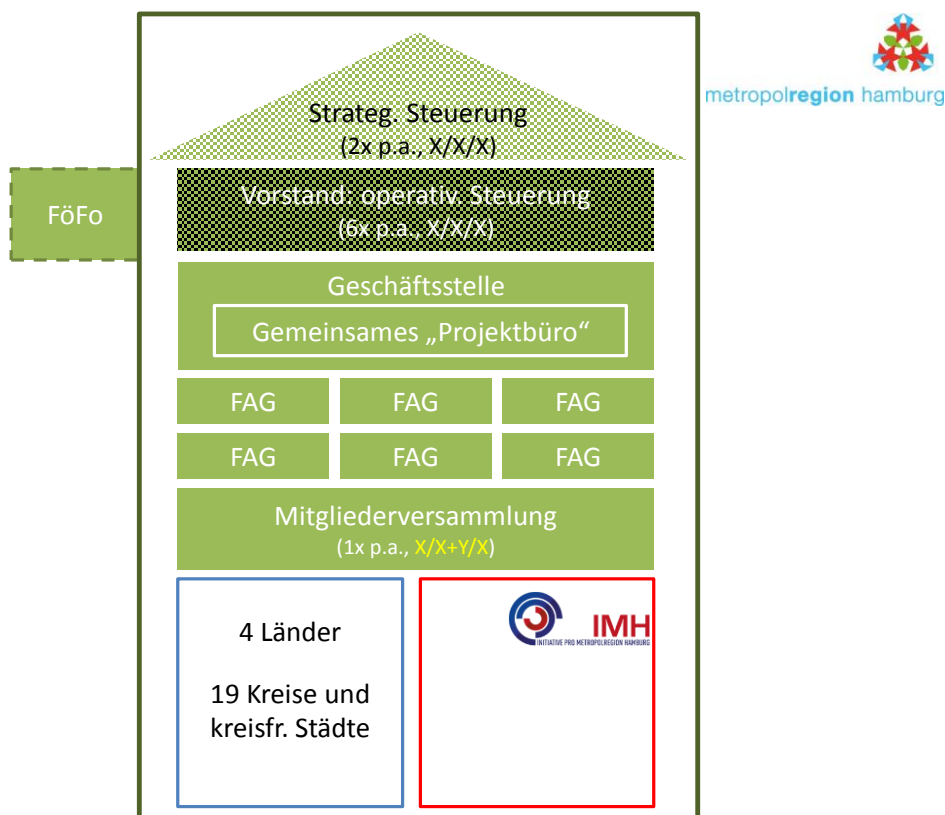 metropolregion hamburg
Strateg. Steuerung
(2x p.a., X/X/X)
FöFo
Vorstand: operativ. Steuerung
(6x p.a., X/X/X)
Geschäftsstelle
Gemeinsames „Projektbüro“
FAG FAG FAG
FAG FAG FAG
Mitgliederversammlung
(1x p.a., X/X+Y/X)
4 Länder
19 Kreise und
kreisfr. Städte
IMH
INITIATIVE PRO METROPOLREGION HAMBURG